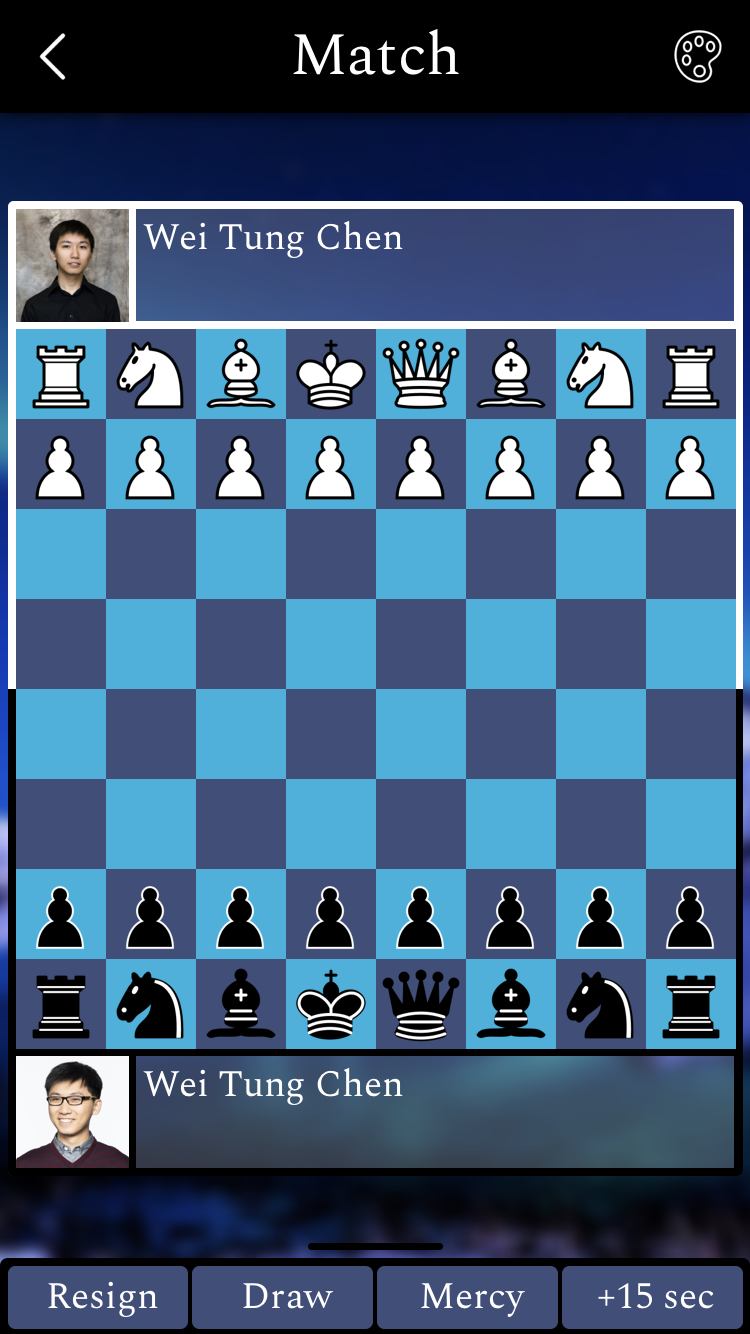 Match
Wei Tung Chen
Wei Tung Chen
Resign
Draw
Mercy
+15 sec